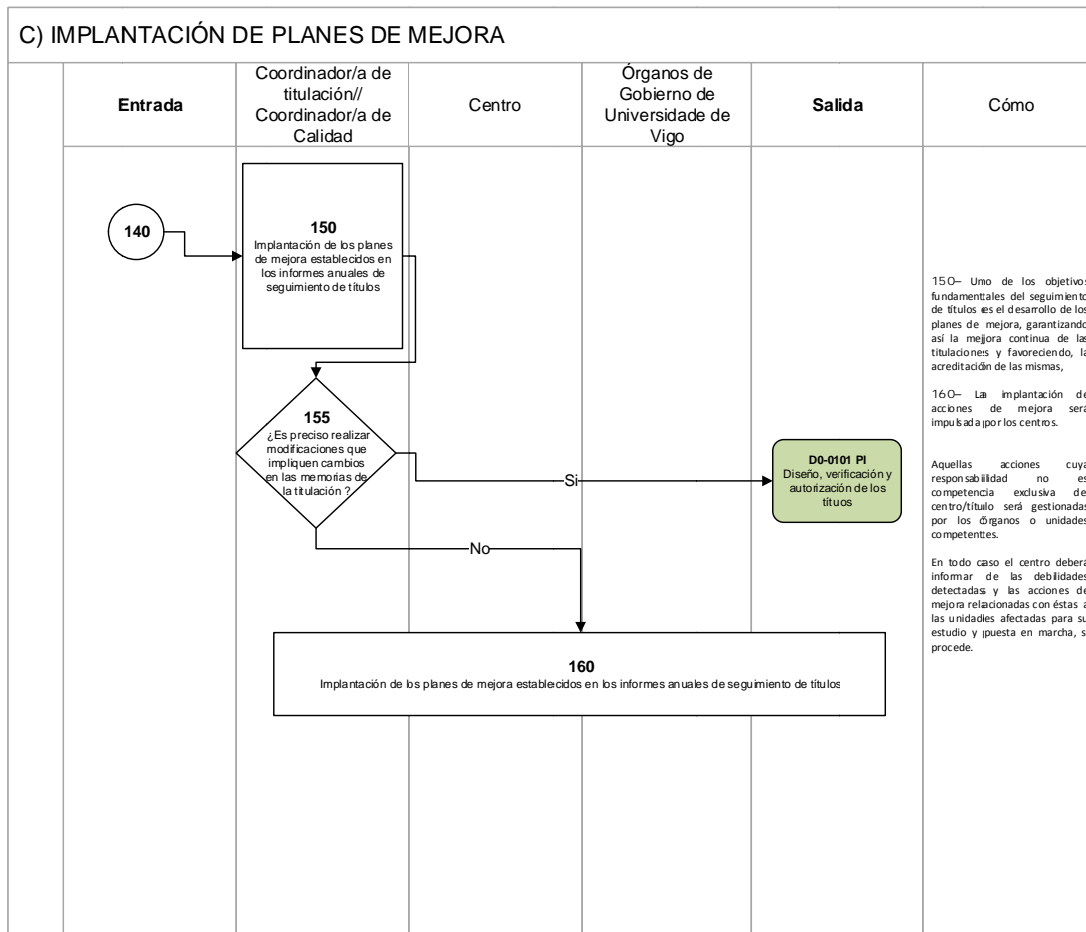 C) IMPLANTACIÓN DE PLANES DE MEJORA
Entrada
Coordinador/a de
titulación//
Coordinador/a de
Calidad
Centro
Órganos de
Gobierno de
Universidade de
Vigo
Salida
Cómo
140
150
Implantación de los planes
de mejora establecidos en
los informes anuales de
seguimiento de títulos
155
¿Es preciso realizar
modificaciones que
impliquen cambios
en las memorias de
la titulación ?
Si
No
D0-0101 PI
Diseño, verificación y
autorización de los
títuos
160
Implantación de los planes de mejora establecidos en los informes anuales de seguimiento de títulos
150– Uno de los objetivos
fundamentales del seguimiento
de títulos es el desarrollo de los
planes de mejora, garantizando
así la mejora continua de las
titulaciones y favoreciendo, la
acreditación de las mismas,
160– La implantación de
acciones de mejora será
impulsada por los centros.
Aquellas acciones cuya
responsabilidad no es
competencia exclusiva de
centro/título será gestionadas
por los órganos o unidades
competentes.
En todo caso el centro deberá
informar de las debilidades
detectadas y las acciones de
mejora relacionadas con éstas a
las unidades afectadas para su
estudio y puesta en marcha, s
procede.